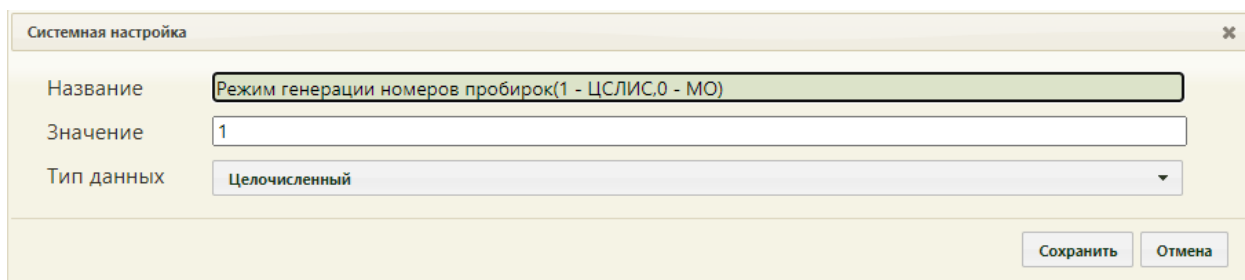 Системная настройка
Название Режим генерации номеров пробирок(1 - ЦСЛИС,0 - МО)
Значение 1
Тип данных Целочисленный
Сохранить Отмена